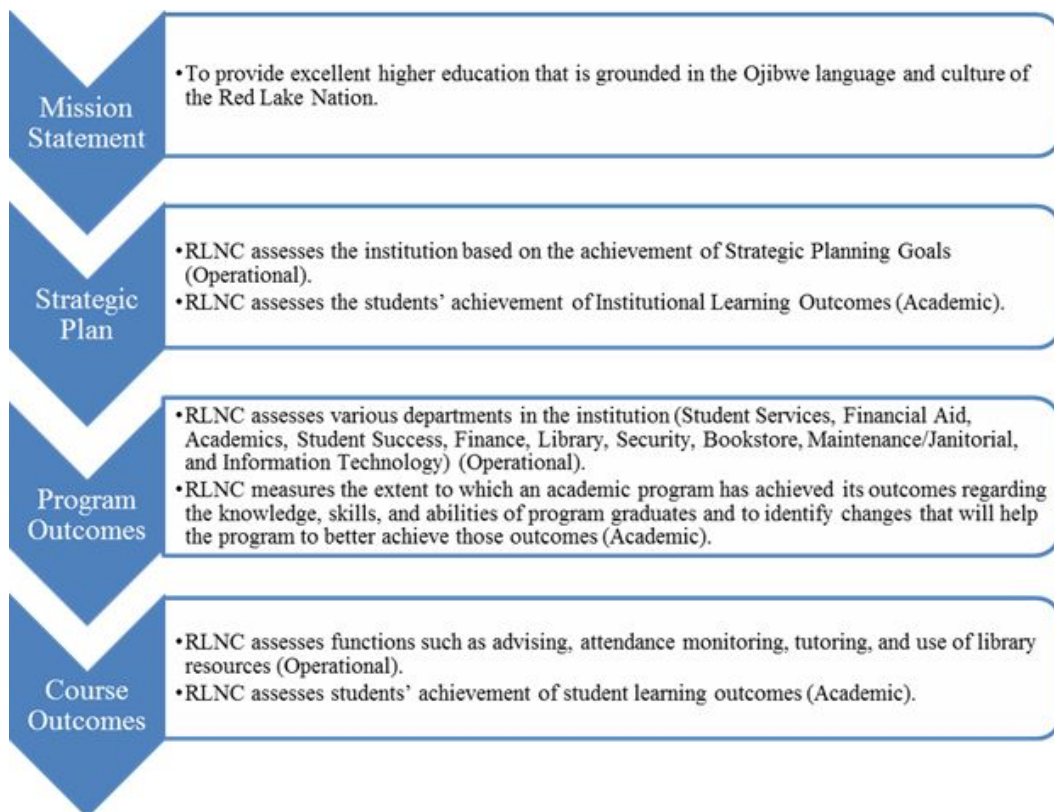 Mission
Statement
•To provide excellent higher education that is grounded in the Ojibwe language and culture of
the Red Lake Nation.
Strategic
Plan
•RLNC assesses the institution based on the achievement of Strategic Planning Goals
(Operational).
•RLNC assesses the students’ achievement of Institutional Learning Outcomes (Academic).
Program
Outcomes
•RLNC assesses various departments in the institution (Student Services, Financial Aid,
Academics, Student Success, Finance, Library, Security, Bookstore, Maintenance/Janitorial,
and Information Technology) (Operational).
•RLNC measures the extent to which an academic program has achieved its outcomes regarding
the knowledge, skills, and abilities of program graduates and to identify changes that will help
the program to better achieve those outcomes (Academic).
Course
Outcomes
•RLNC assesses functions such as advising, attendance monitoring, tutoring, and use of library
resources (Operational).
•RLNC assesses students’ achievement of student learning outcomes (Academic).